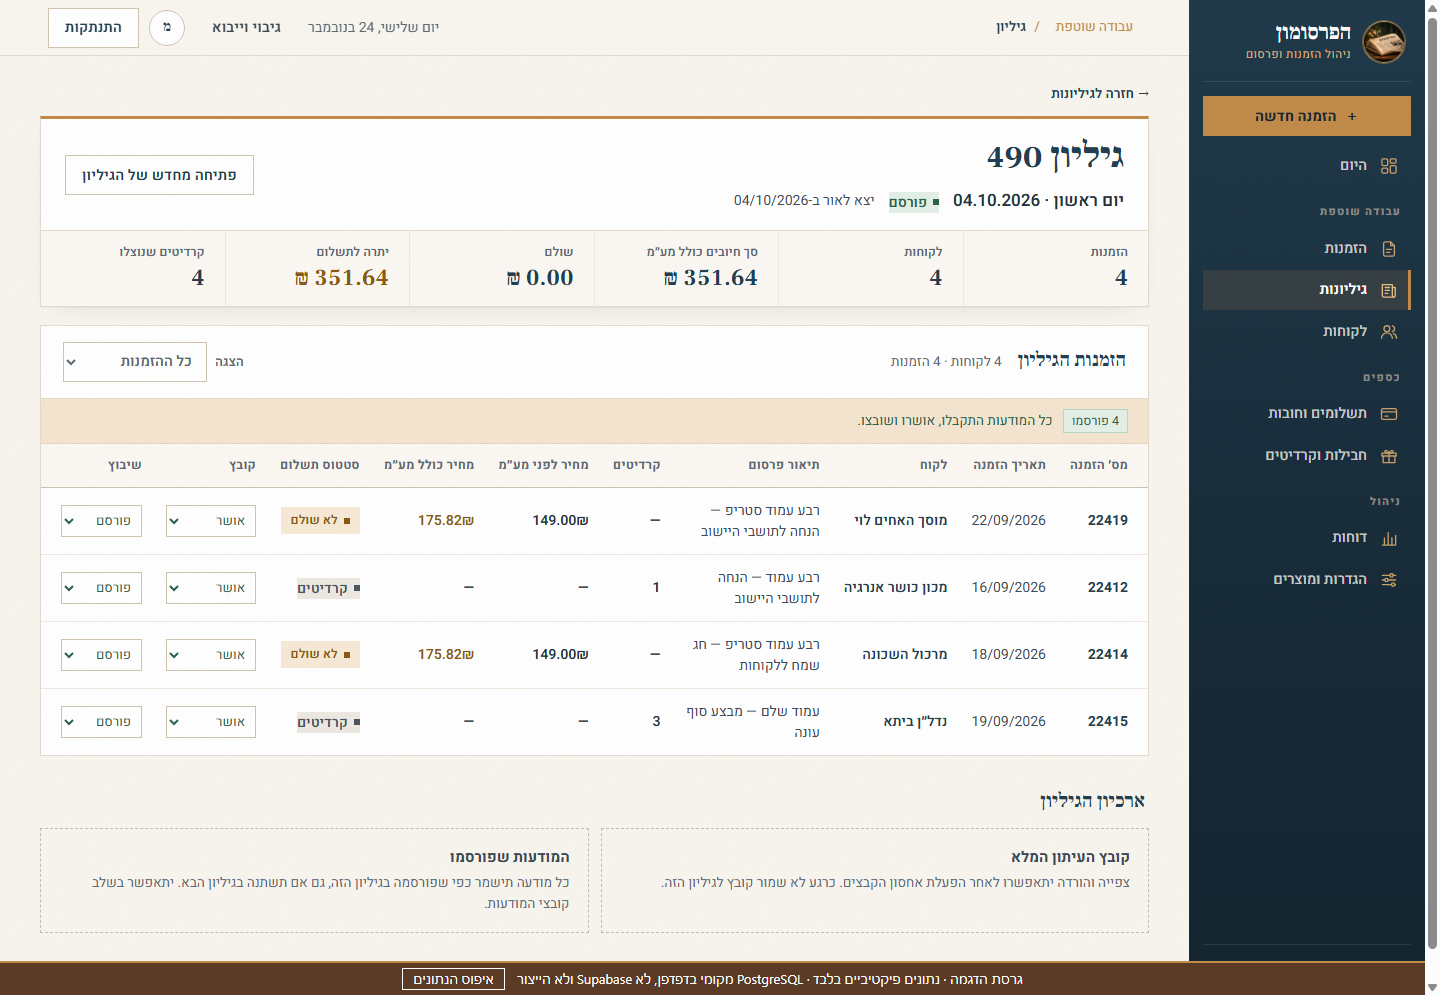 הפרסומון
ניהול הזמנות ופרסום
+ הזמנה חדשה
היום
עבודה שוטפת
הזמנות
גיליונות
לקוחות
כספים
תשלומים וחובות
חבילות וקרדיטים
ניהול
דוחות
הגדרות ומוצרים
עבודה שוטפת / גיליון
יום שלישי, 24 בנובמבר
גיבוי וייבוא
מ
התנתקות
→ חזרה לגיליונות
גיליון 490
יום ראשון · 04.10.2026 פורסם יצא לאור ב-04/10/2026
פתיחה מחדש של הגיליון
הזמנות לקוחות סך חיובים כולל מע״מ שולם יתרה לתשלום קרדיטים שנוצלו
4 4 351.64 ₪ 0.00 ₪ 351.64 ₪ 4
הזמנות הגיליון 4 לקוחות · 4 הזמנות הצגה כל ההזמנות
4 פורסמו כל המודעות התקבלו, אושרו ושובצו.
מס׳ הזמנה תאריך הזמנה לקוח תיאור פרסום קרדיטים מחיר לפני מע״מ מחיר כולל מע״מ סטטוס תשלום קובץ שיבוץ
22419 22/09/2026 מוסך האחים לוי רבע עמוד סטריפ — הנחה לתושבי היישוב — 149.00₪ 175.82₪ לא שולם אושר פורסם
22412 16/09/2026 מכון כושר אנרגיה רבע עמוד — הנחה לתושבי היישוב 1 — — קרדיטים אושר פורסם
22414 18/09/2026 מרכול השכונה רבע עמוד סטריפ — חג שמח ללקוחות — 149.00₪ 175.82₪ לא שולם אושר פורסם
22415 19/09/2026 נדל״ן ביתא עמוד שלם — מבצע סוף עונה 3 — — קרדיטים אושר פורסם
ארכיון הגיליון
קובץ העיתון המלא
צפייה והורדה יתאפשרו לאחר הפעלת אחסון הקבצים. כרגע לא שמור קובץ לגיליון הזה.
המודעות שפורסמו
כל מודעה תישמר כפי שפורסמה בגיליון הזה, גם אם תשתנה בגיליון הבא. יתאפשר בשלב
קובצי המודעות.
גרסת הדגמה · נתונים פיקטיביים בלבד · PostgreSQL מקומי בדפדפן, לא Supabase ולא הייצור
איפוס הנתונים